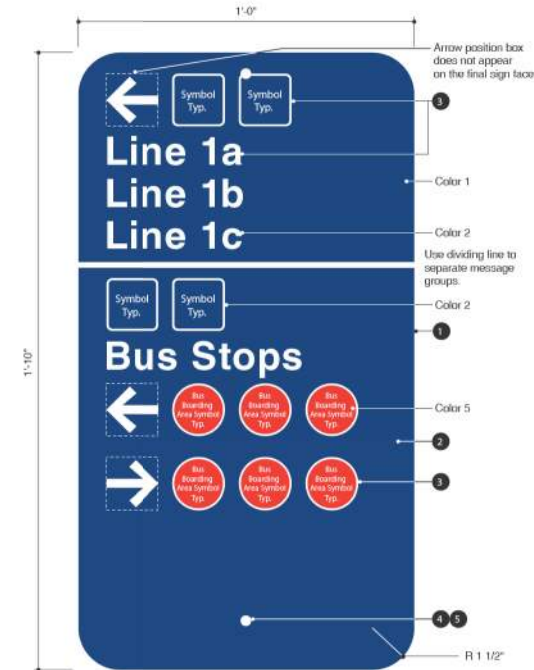 1'-0"
Arrow position box
does not appear
on the final sign face
Symbol
Typ.
Symbol
Typ.
3
Line 1a
Color 1
Line 1b
Line 1c
Color 2
Use dividing line to
separate message
groups.
Symbol
Typ.
Symbol
Typ.
Color 2
1
Bus Stops
1'-10"
Bus
Boarding
Area Symbol
Typ.
Bus
Boarding
Area Symbol
Typ.
Bus
Boarding
Area Symbol
Typ.
Color 5
2
Bus
Boarding
Area Symbol
Typ.
Bus
Boarding
Area Symbol
Typ.
Bus
Boarding
Area Symbol
Typ.
3
4 5
R 1 1/2"